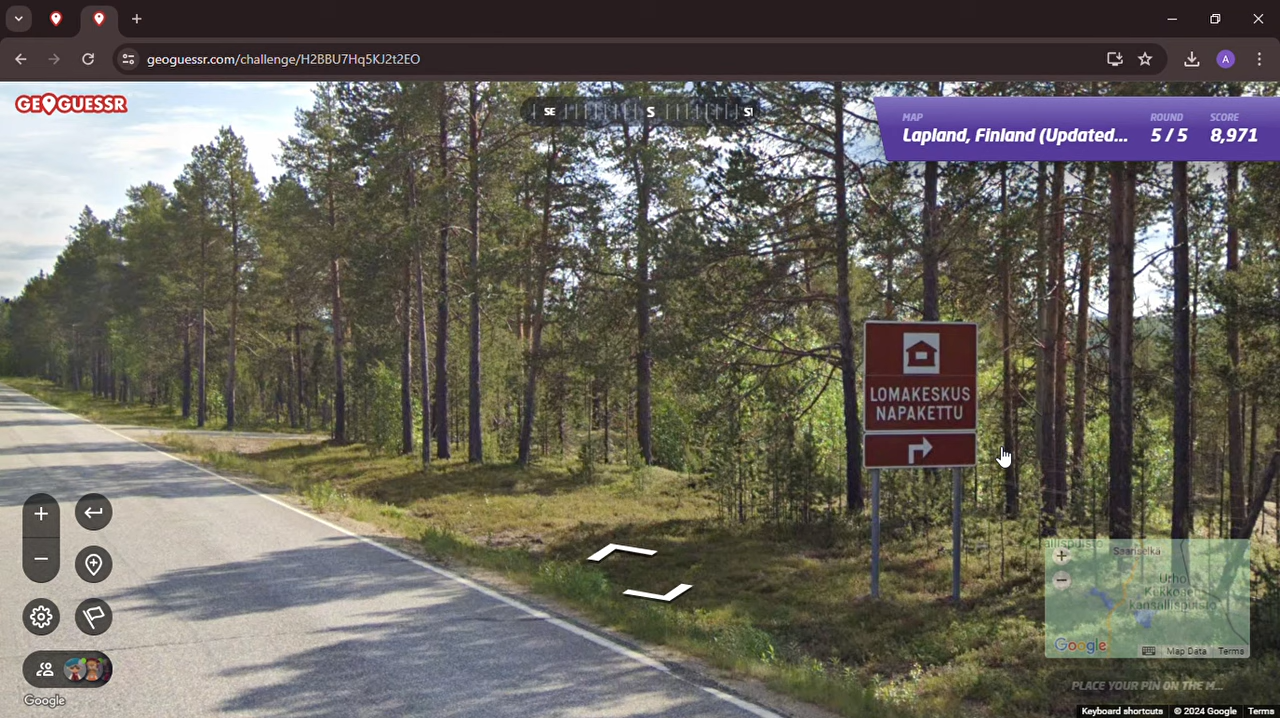 geoguessr.com/challenge/H2BBU7Hq5KJ2t2EO
A
GEOGUESSR
SE
S
MAP
ROUND
SCORE
Lapland, Finland (Updated...
5 / 5
8,971
LOMAKESKUS
NAPAKETTU
Saariselkä
Urho
Kekkosen
kansallispuisto
Google
Map Data
Terms
PLACE YOUR PIN ON THE M...
Google
Keyboard shortcuts
© 2024 Google
Terms